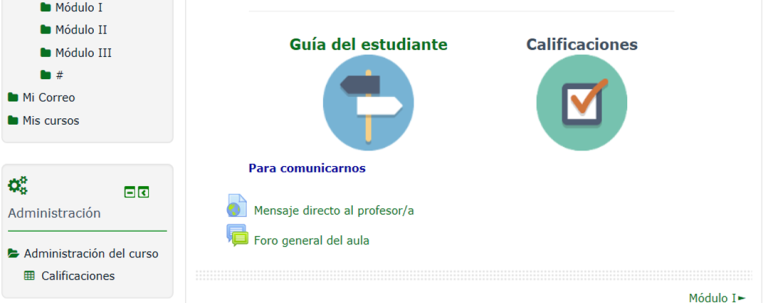 Módulo I
Módulo II
Módulo III
#
Mi Correo
Mis cursos
Administración
Administración del curso
Calificaciones
Guía del estudiante
Calificaciones
Para comunicarnos
Mensaje directo al profesor/a
Foro general del aula
Módulo I►